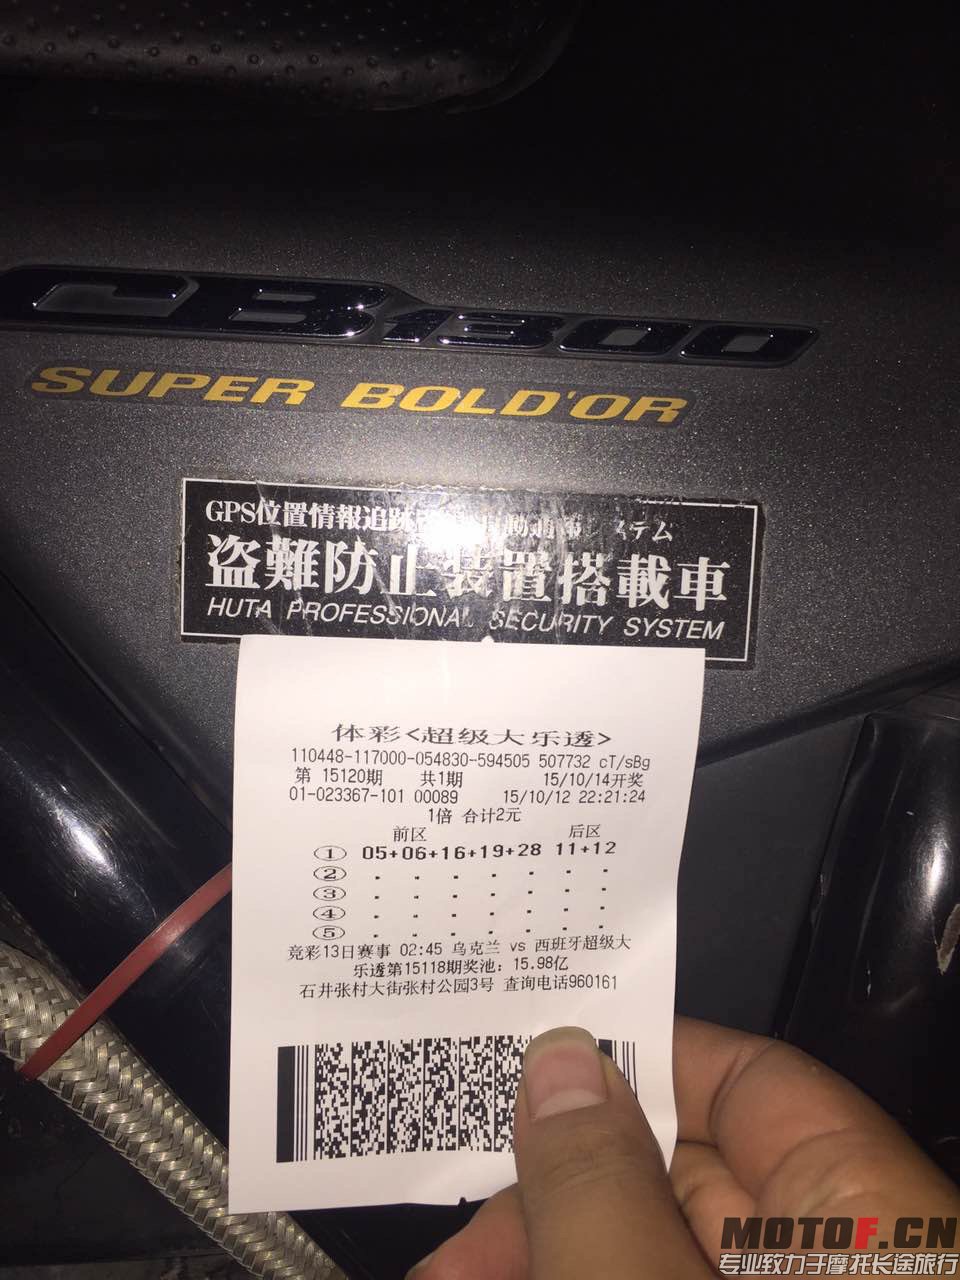 CB1300
SUPER BOLD'OR
GPS位置情報追跡
盗難防止装置搭載車
HUTA PROFESSIONAL SECURITY SYSTEM
体彩<超级大乐透>
110448-117000-054830-594505 507732 cT/sBg
第 15120期 共1期 15/10/14开奖
01-023367-101 00089 15/10/12 22:21:24
1倍 合计2元
前区 后区
① 05+06+16+19+28 11+12
②
③
④
⑤
竞彩13日赛事 02:45 乌克兰 vs 西班牙超级大
乐透第15118期奖池: 15.98亿
石井张村大街张村公园3号 查询电话960161
MOTOF.CN
专业致力于摩托长途旅行